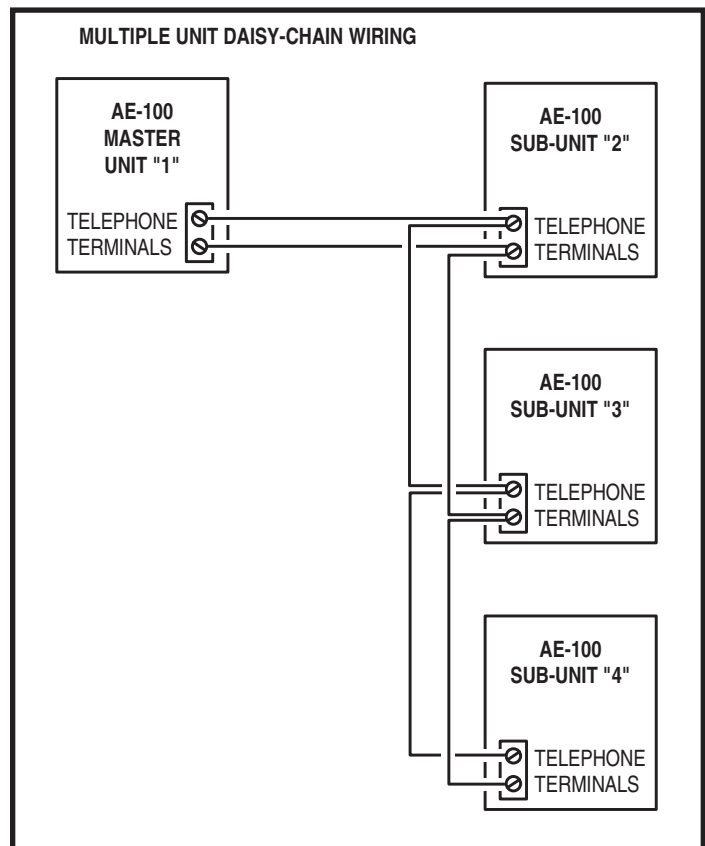 MULTIPLE UNIT DAISY-CHAIN WIRING
AE-100
MASTER
UNIT "1"
TELEPHONE
TERMINALS
AE-100
SUB-UNIT "2"
TELEPHONE
TERMINALS
AE-100
SUB-UNIT "3"
TELEPHONE
TERMINALS
AE-100
SUB-UNIT "4"
TELEPHONE
TERMINALS